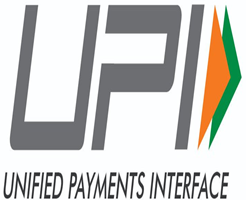 UPI
UNIFIED PAYMENTS INTERFACE